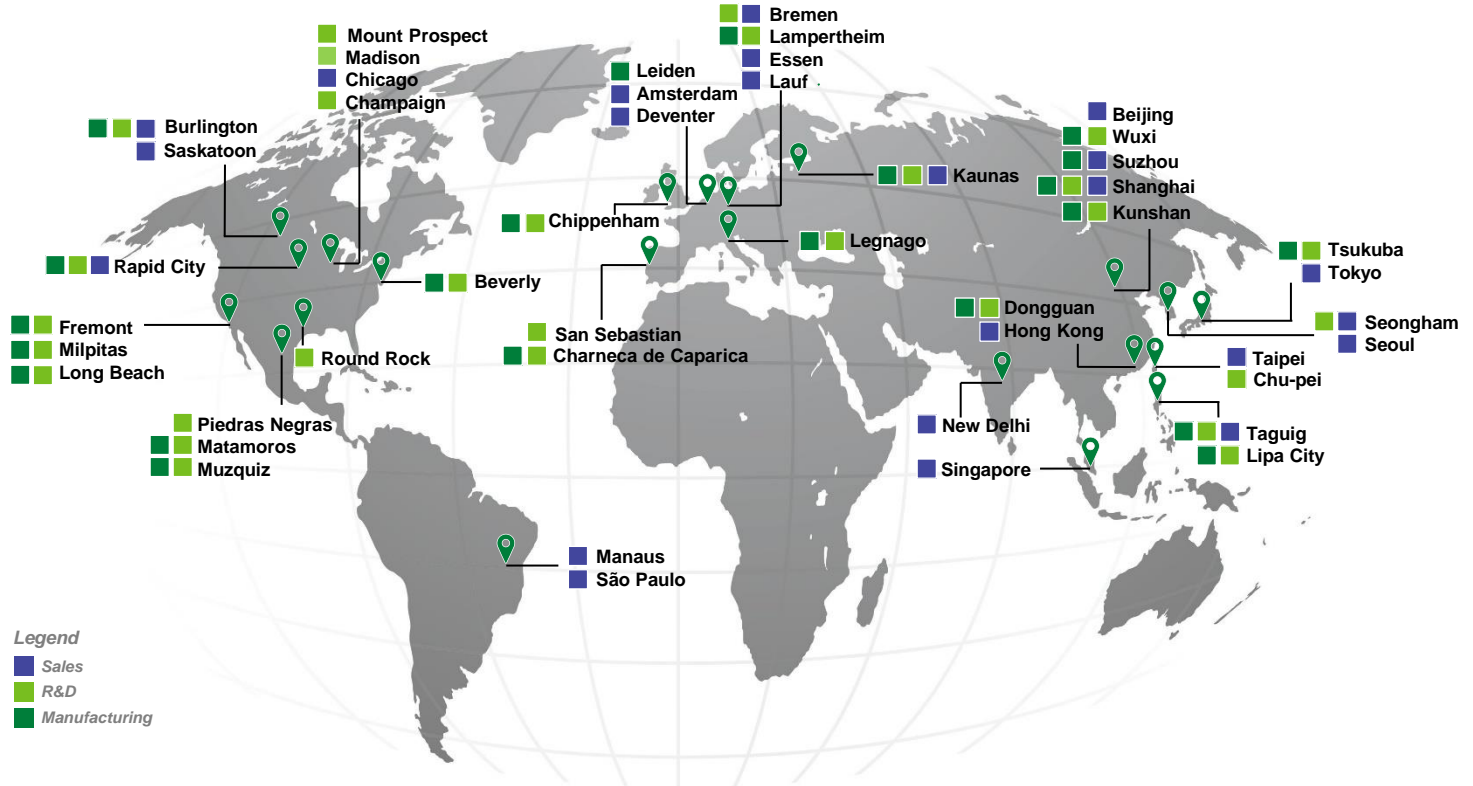 Mount Prospect
Madison
Chicago
Champaign
Burlington
Saskatoon
Rapid City
Beverly
Fremont
Milpitas
Long Beach
Round Rock
Piedras Negras
Matamoros
Muzquiz
Manaus
São Paulo
Bremen
Lampertheim
Essen
Lauf
Leiden
Amsterdam
Deventer
Chippenham
Kaunas
Legnago
San Sebastian
Charneca de Caparica
Beijing
Wuxi
Suzhou
Shanghai
Kunshan
Tsukuba
Tokyo
Dongguan
Hong Kong
Seongham
Seoul
Taipei
Chu-pei
New Delhi
Taguig
Lipa City
Singapore
Legend
Sales
R&D
Manufacturing